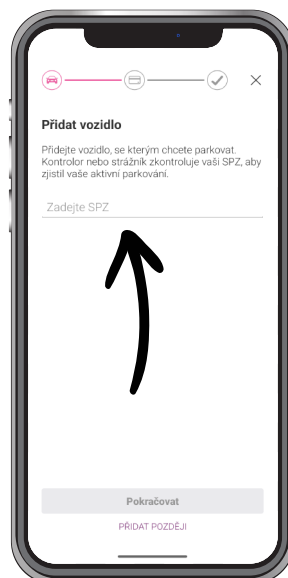 Přidat vozidlo
Přidejte vozidlo, se kterým chcete parkovat.
Kontrolor nebo strážník zkontroluje vaši SPZ, aby
zjistil vaše aktivní parkování.
Zadejte SPZ
Pokračovat
PŘIDAT POZDĚJI